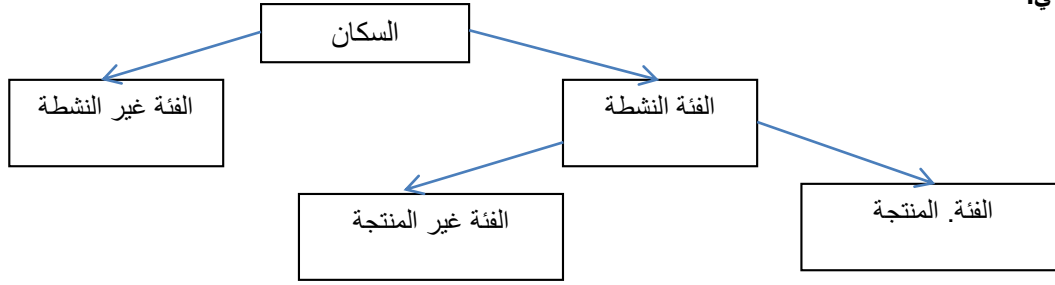 ي:
السكان
الفئة النشطة
الفئة غير النشطة
الفئة. المنتجة
الفئة غير المنتجة